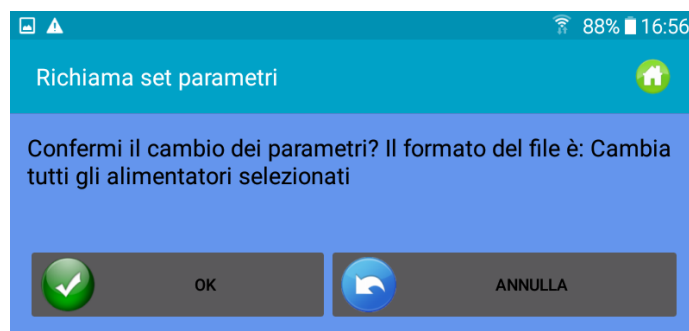 88% 16:56
Richiama set parametri
Confermi il cambio dei parametri? Il formato del file è: Cambia
tutti gli alimentatori selezionati
OK
ANNULLA